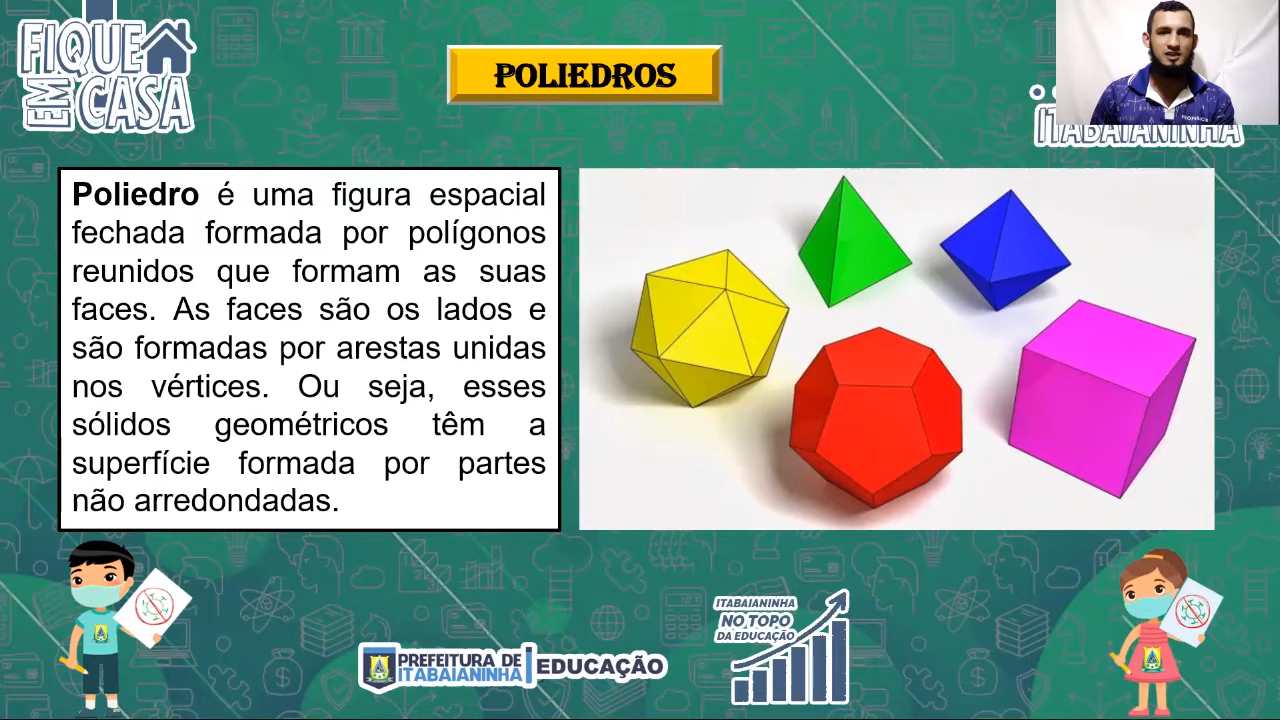 FIQUE
EM CASA
POLIEDROS
ITABAIANINHA
Poliedro é uma figura espacial
fechada formada por polígonos
reunidos que formam as suas
faces. As faces são os lados e
são formadas por arestas unidas
nos vértices. Ou seja, esses
sólidos geométricos têm a
superfície formada por partes
não arredondadas.
ITABAIANINHA
NO TOPO
DA EDUCAÇÃO
PREFEITURA DE
ITABAIANINHA
EDUCAÇÃO